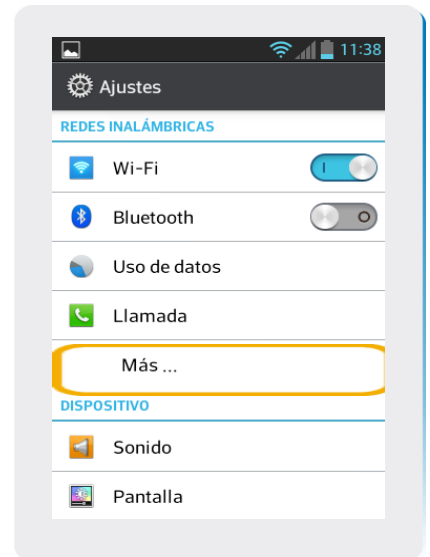 11:38
Ajustes
REDES INALÁMBRICAS
Wi-Fi
Bluetooth
Uso de datos
Llamada
Más ...
DISPOSITIVO
Sonido
Pantalla